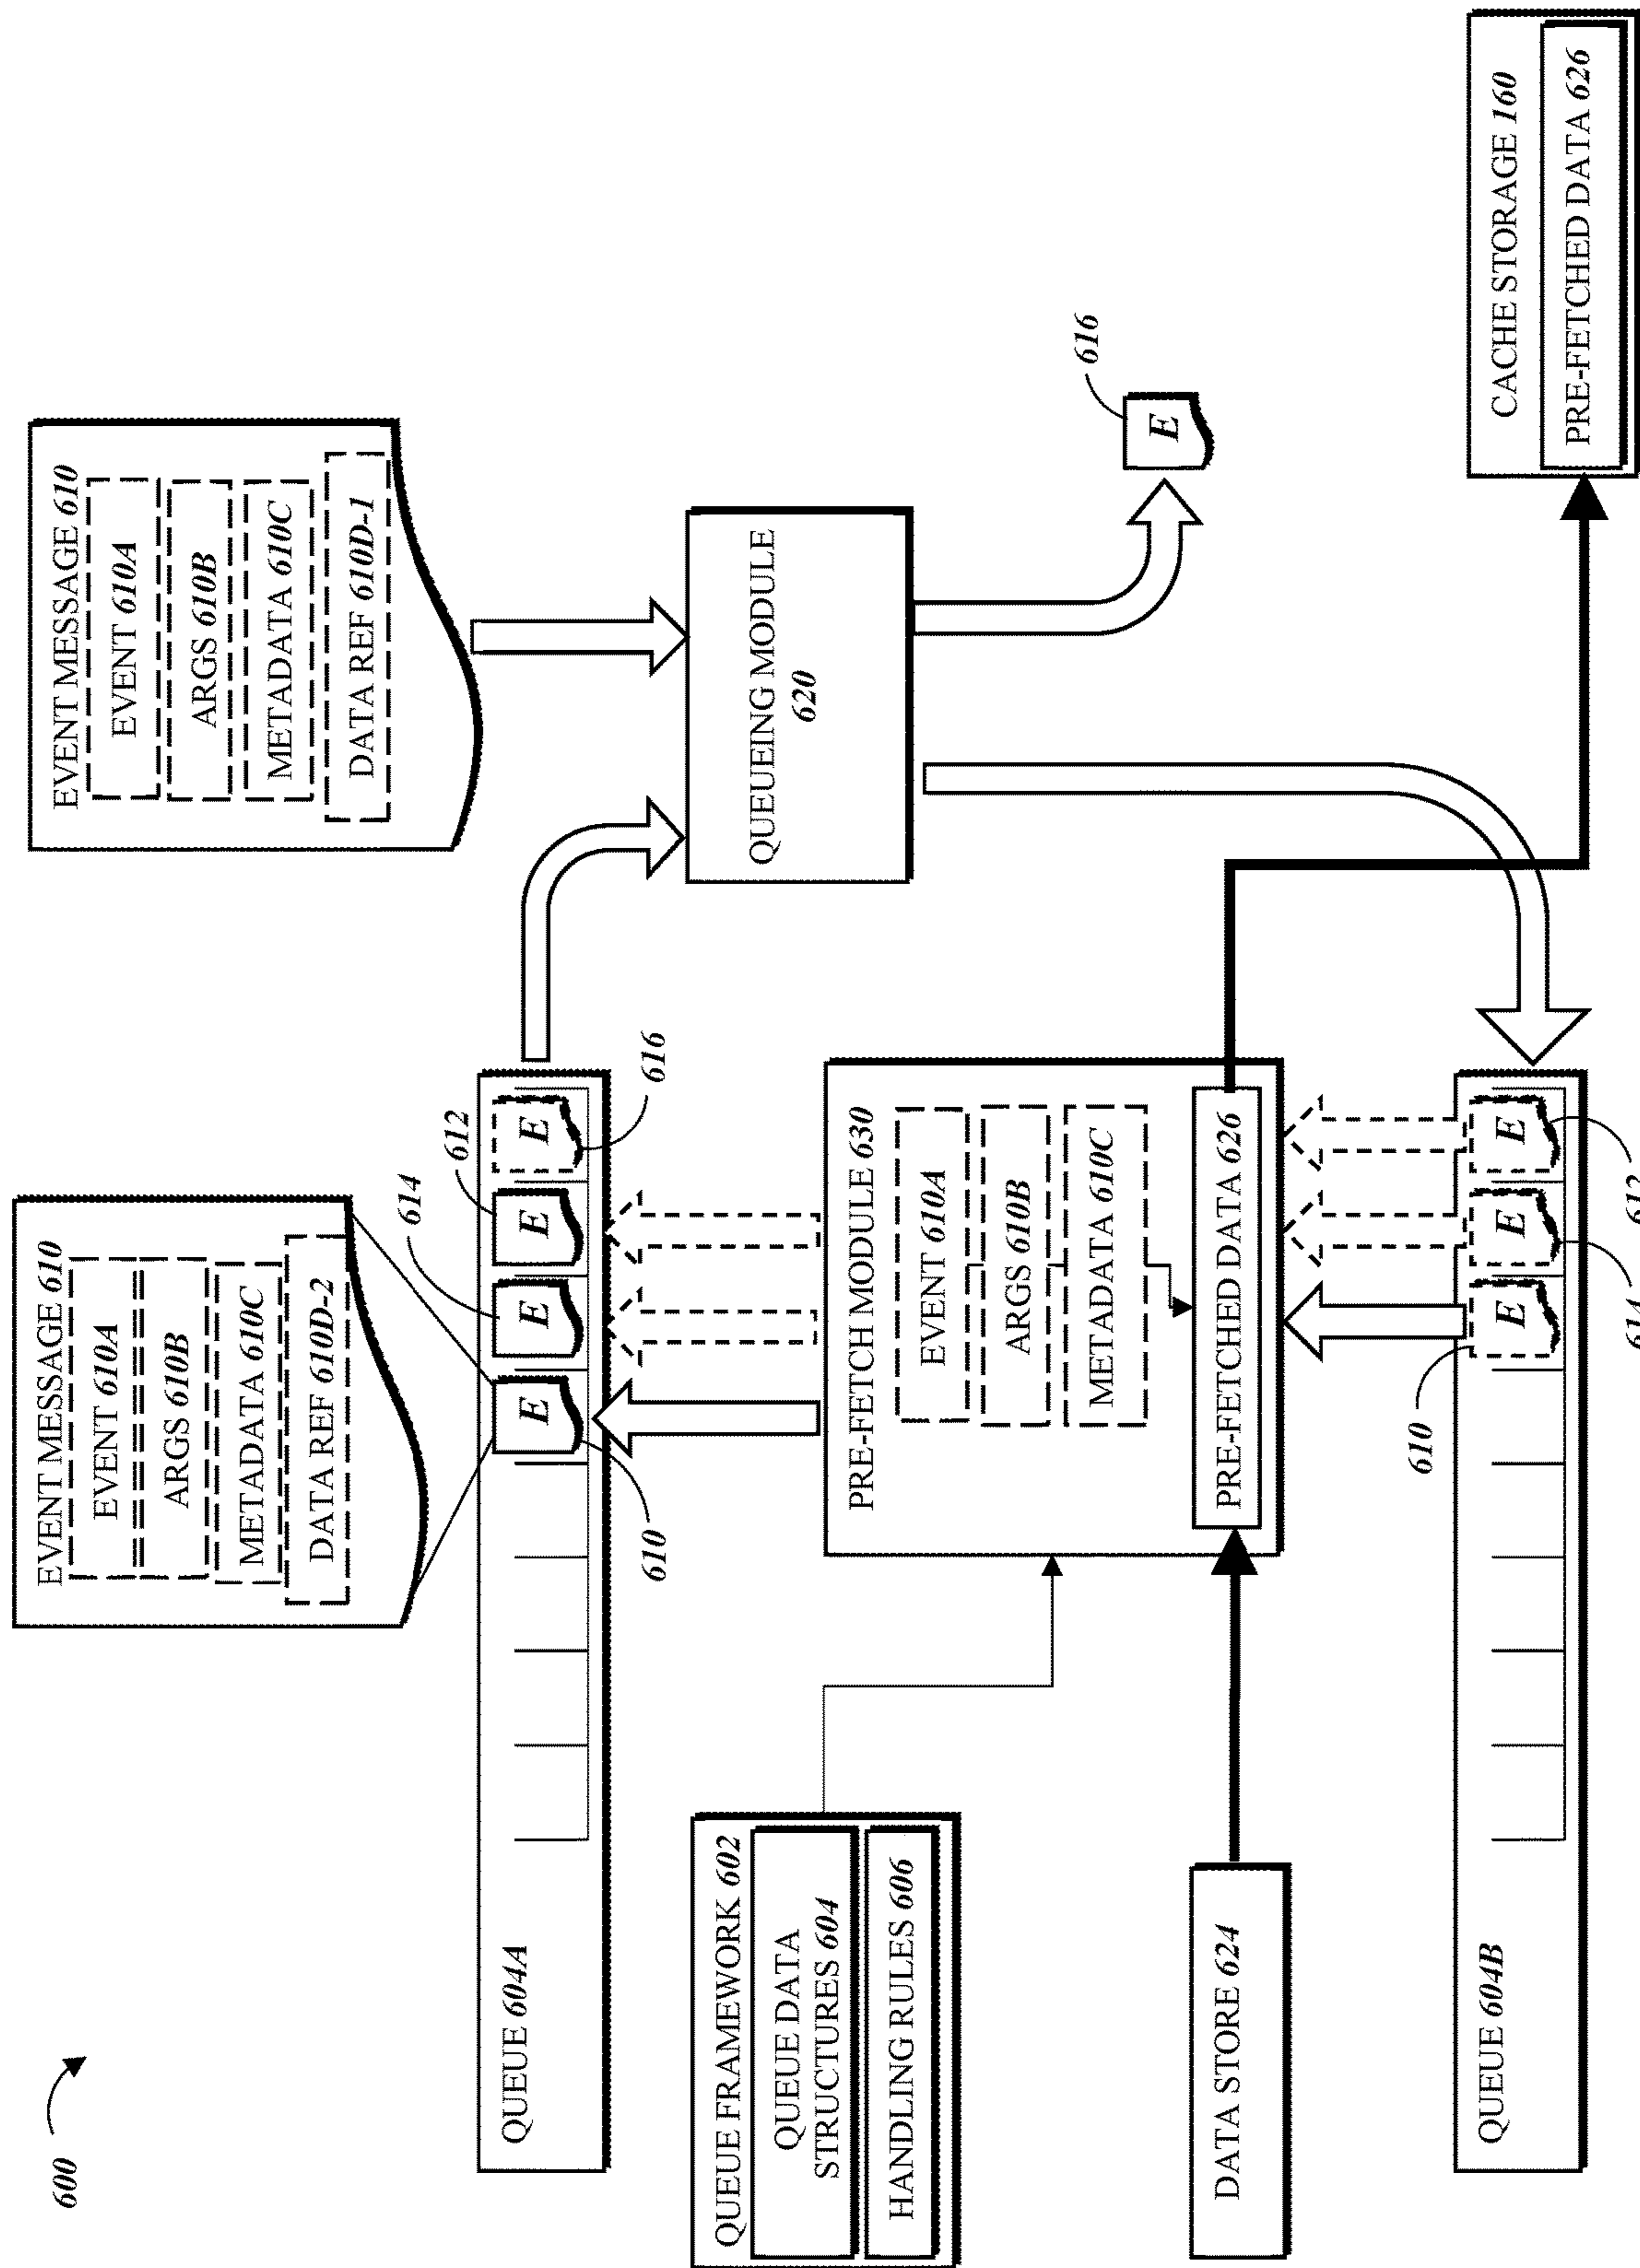 600
EVENT MESSAGE 610
EVENT 610A
ARGS 610B
METADATA 610C
DATA REF 610D-2
EVENT MESSAGE 610
EVENT 610A
ARGS 610B
METADATA 610C
DATA REF 610D-1
QUEUE 604A
614
612
E
E
E
E
610
616
QUEUE FRAMEWORK 602
QUEUE DATA
STRUCTURES 604
HANDLING RULES 606
QUEUEING MODULE
620
PRE-FETCH MODULE 630
EVENT 610A
ARGS 610B
METADATA 610C
PRE-FETCHED DATA 626
616
E
DATA STORE 624
610
QUEUE 604B
E
E
E
614
612
CACHE STORAGE 160
PRE-FETCHED DATA 626